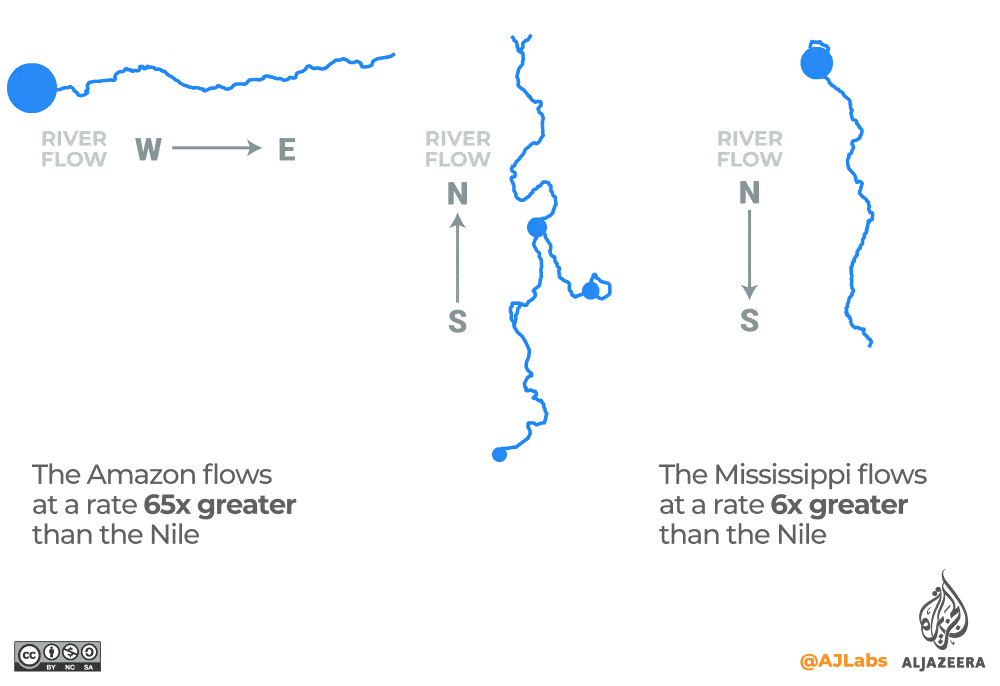 RIVER
FLOW
W
E
RIVER
FLOW
N
S
RIVER
FLOW
N
S
The Amazon flows
at a rate 65x greater
than the Nile
The Mississippi flows
at a rate 6x greater
than the Nile
cc
BY NC SA
@AJLabs
الجزيرة
ALJAZEERA